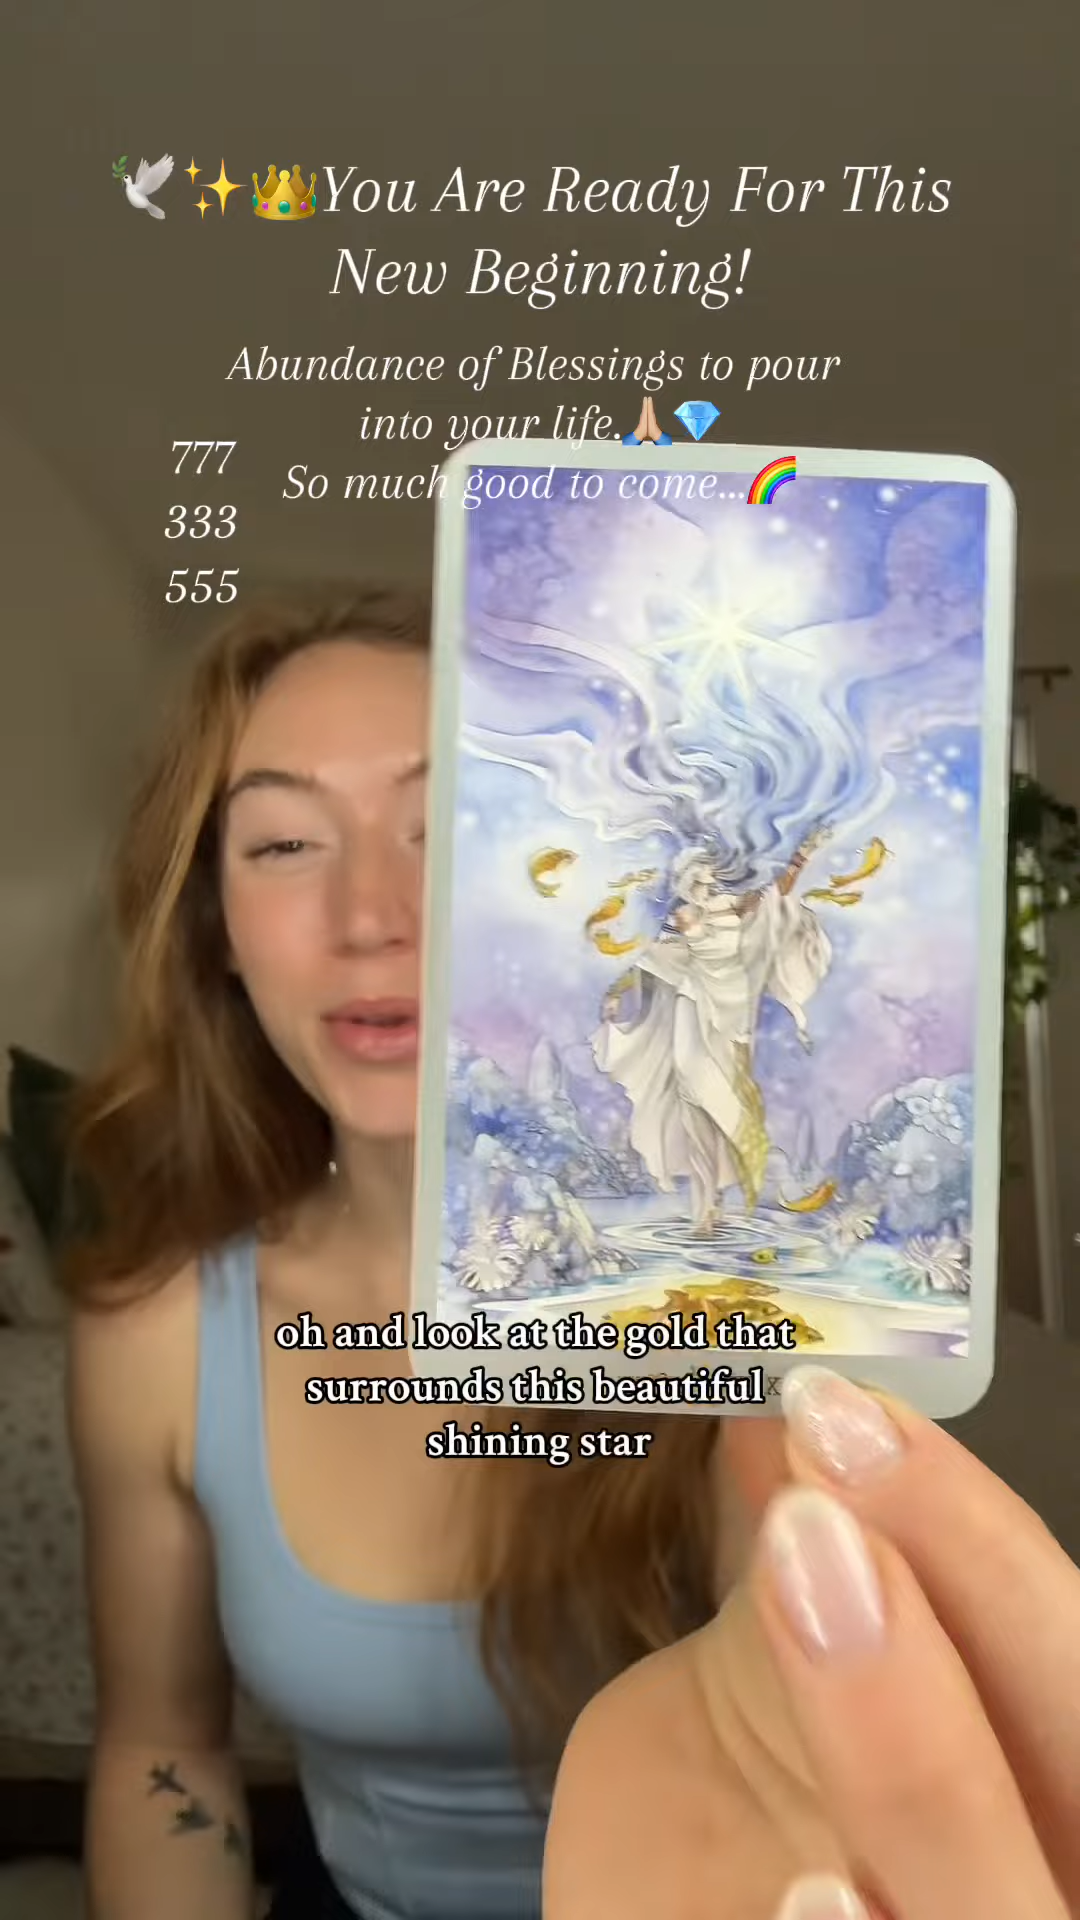 🕊️✨👑You Are Ready For This
New Beginning!
Abundance of Blessings to pour
into your life.🙏🏼💎
So much good to come...🌈
777
333
555
oh and look at the gold that
surrounds this beautiful
shining star